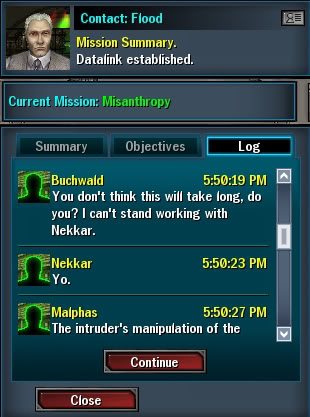 Contact: Flood
Mission Summary.
Datalink established.
Current Mission: Misanthropy
Summary
Objectives
Log
Buchwald 5:50:19 PM
You don't think this will take long, do
you? I can't stand working with
Nekkar.
Nekkar 5:50:23 PM
Yo.
Malphas 5:50:27 PM
The intruder's manipulation of the
Continue
Close